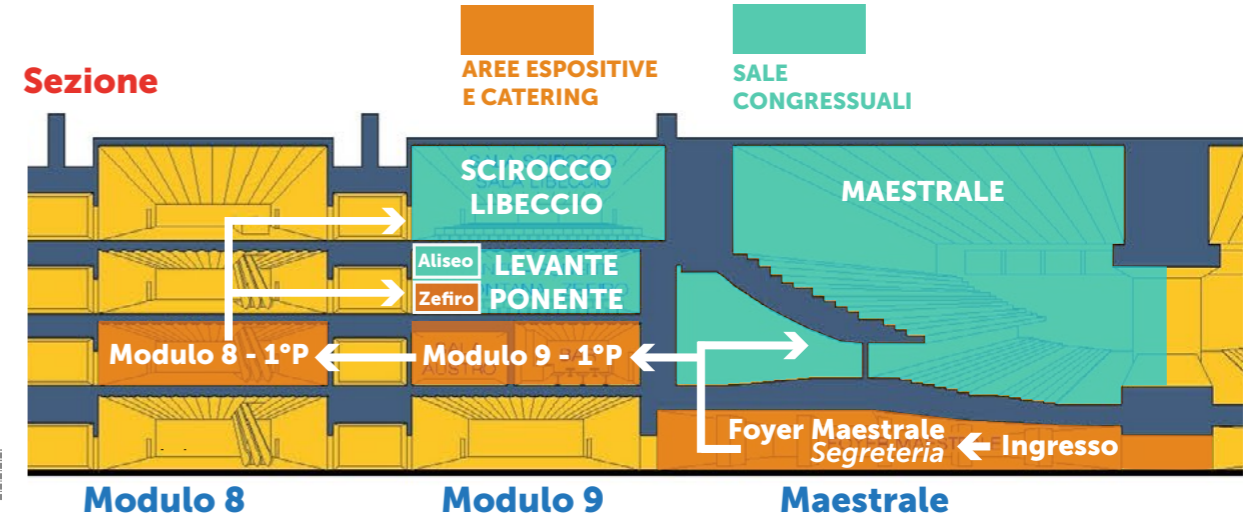 AREE ESPOSITIVE
E CATERING
SALE
CONGRESSUALI
Sezione
SCIROCCO
LIBECCIO
MAESTRALE
Aliseo
LEVANTE
Zefiro
PONENTE
Modulo 8 - 1°P
Modulo 9 - 1°P
AUSTRO
Foyer Maestrale
Segreteria
Ingresso
Modulo 8
Modulo 9
Maestrale